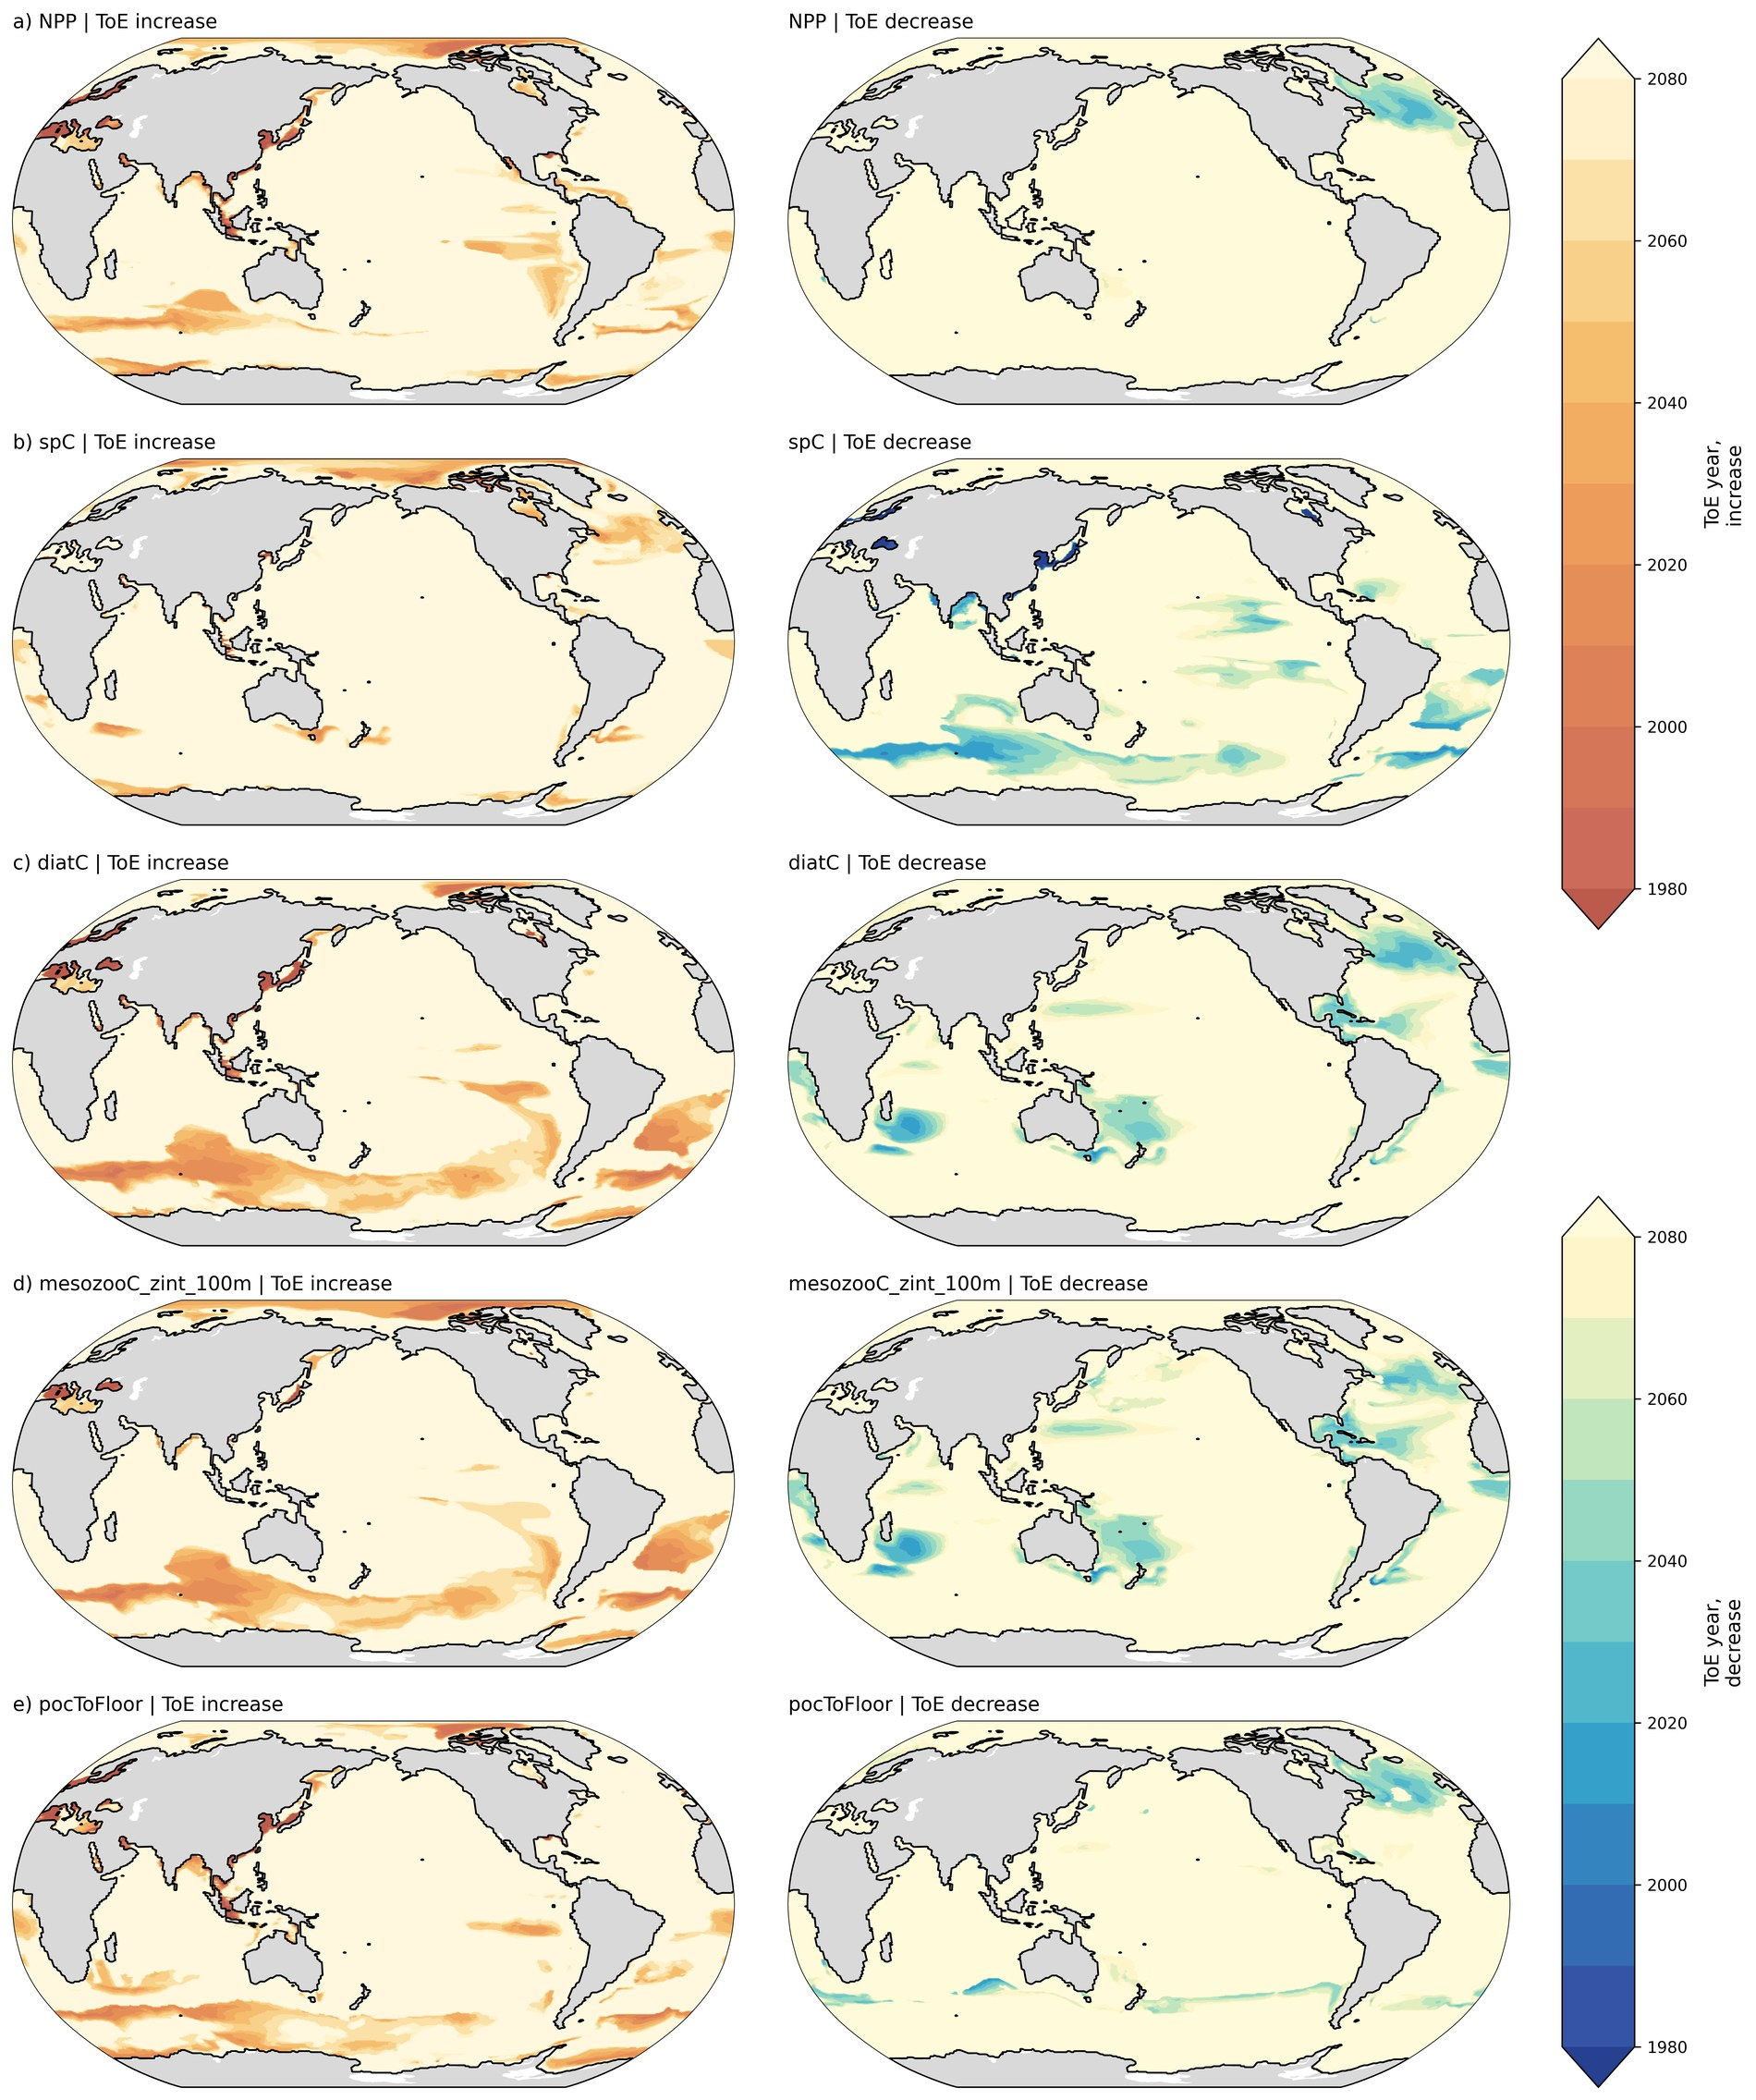 a) NPP | ToE increase
NPP | ToE decrease
b) spC | ToE increase
spC | ToE decrease
c) diatC | ToE increase
diatC | ToE decrease
d) mesozooC_zint_100m | ToE increase
mesozooC_zint_100m | ToE decrease
e) pocToFloor | ToE increase
pocToFloor | ToE decrease
2080
2060
2040
2020
2000
1980
ToE year,
increase
2080
2060
2040
2020
2000
1980
ToE year,
decrease